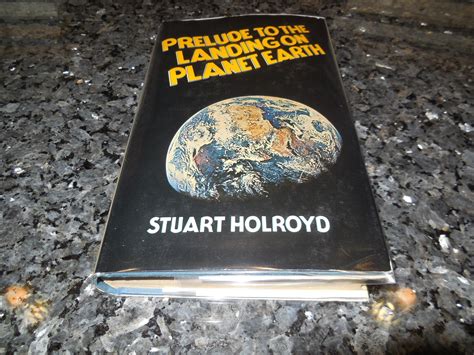 PRELUDE TO THE
LANDING ON
PLANET EARTH
STUART HOLROYD